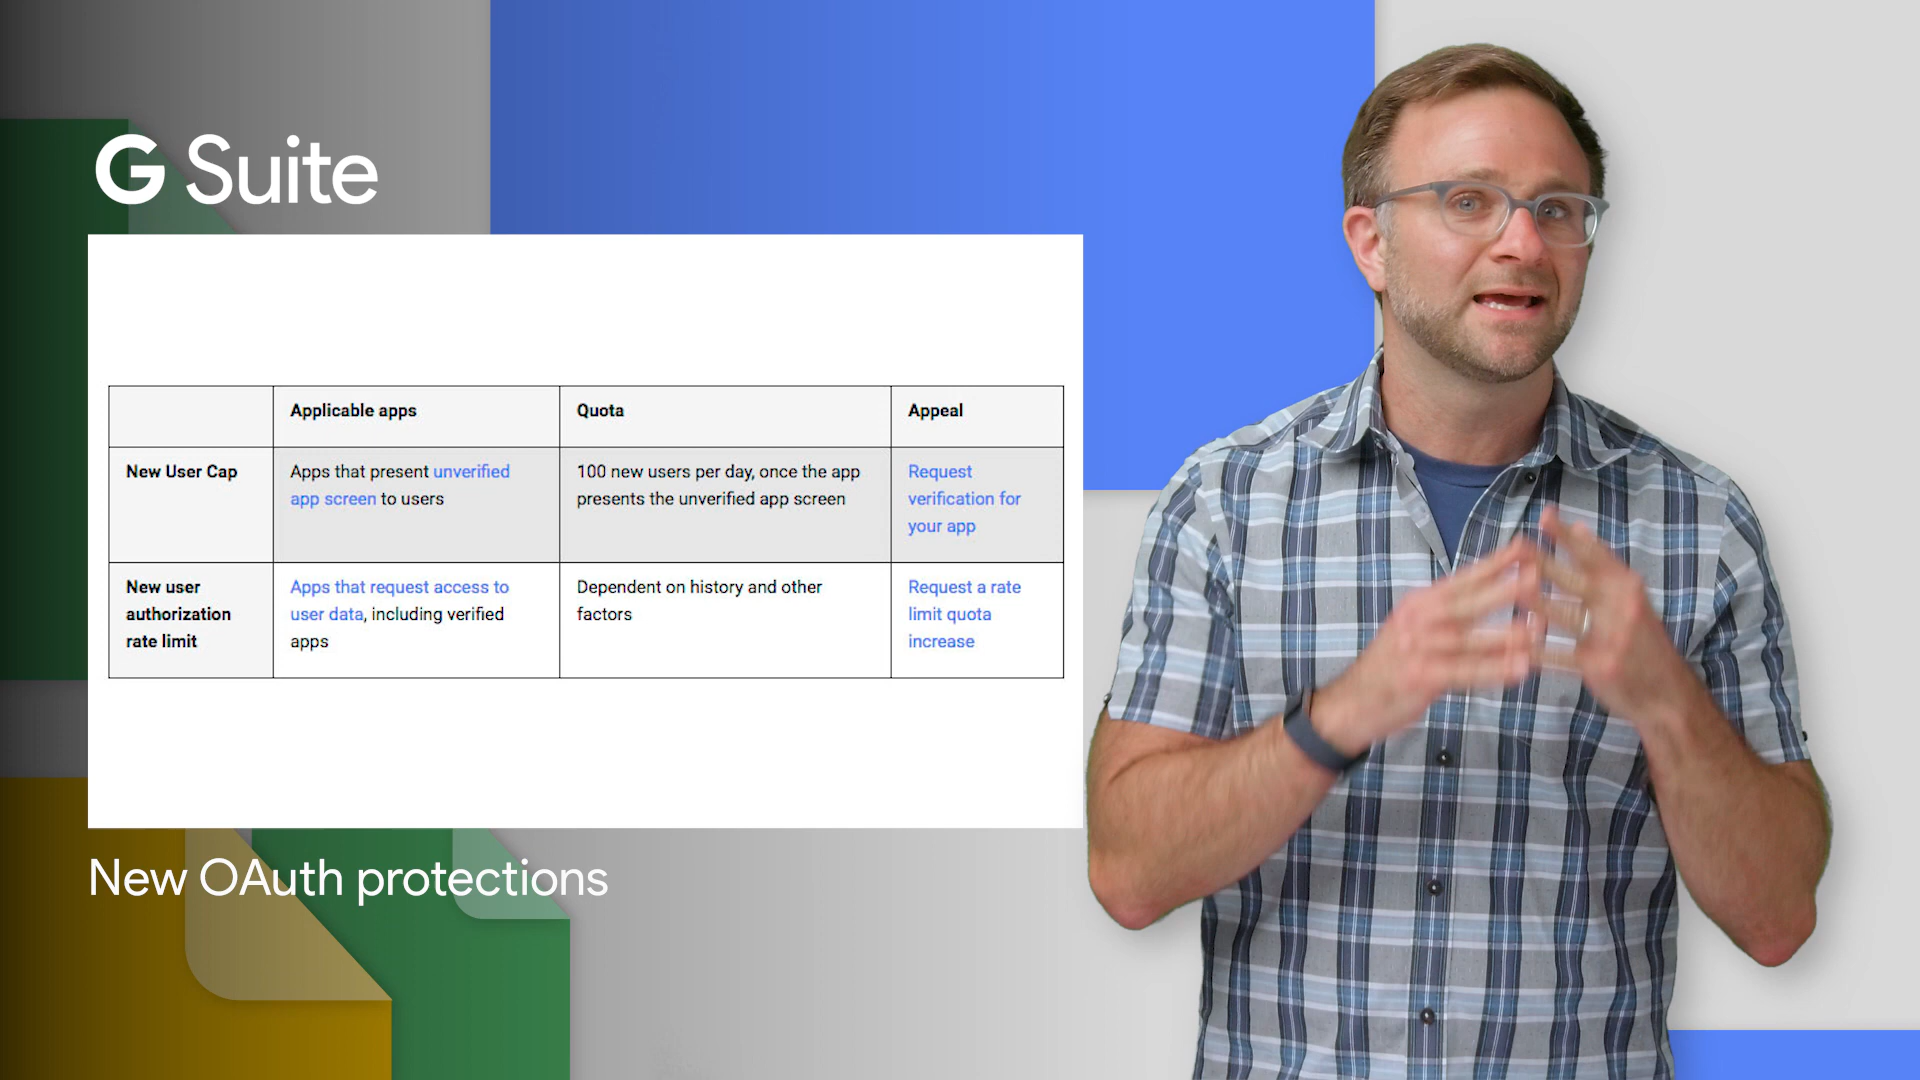 G Suite
Applicable apps
Quota
Appeal
New User Cap
Apps that present unverified
app screen to users
100 new users per day, once the app
presents the unverified app screen
Request
verification for
your app
New user
authorization
rate limit
Apps that request access to
user data, including verified
apps
Dependent on history and other
factors
Request a rate
limit quota
increase
New OAuth protections